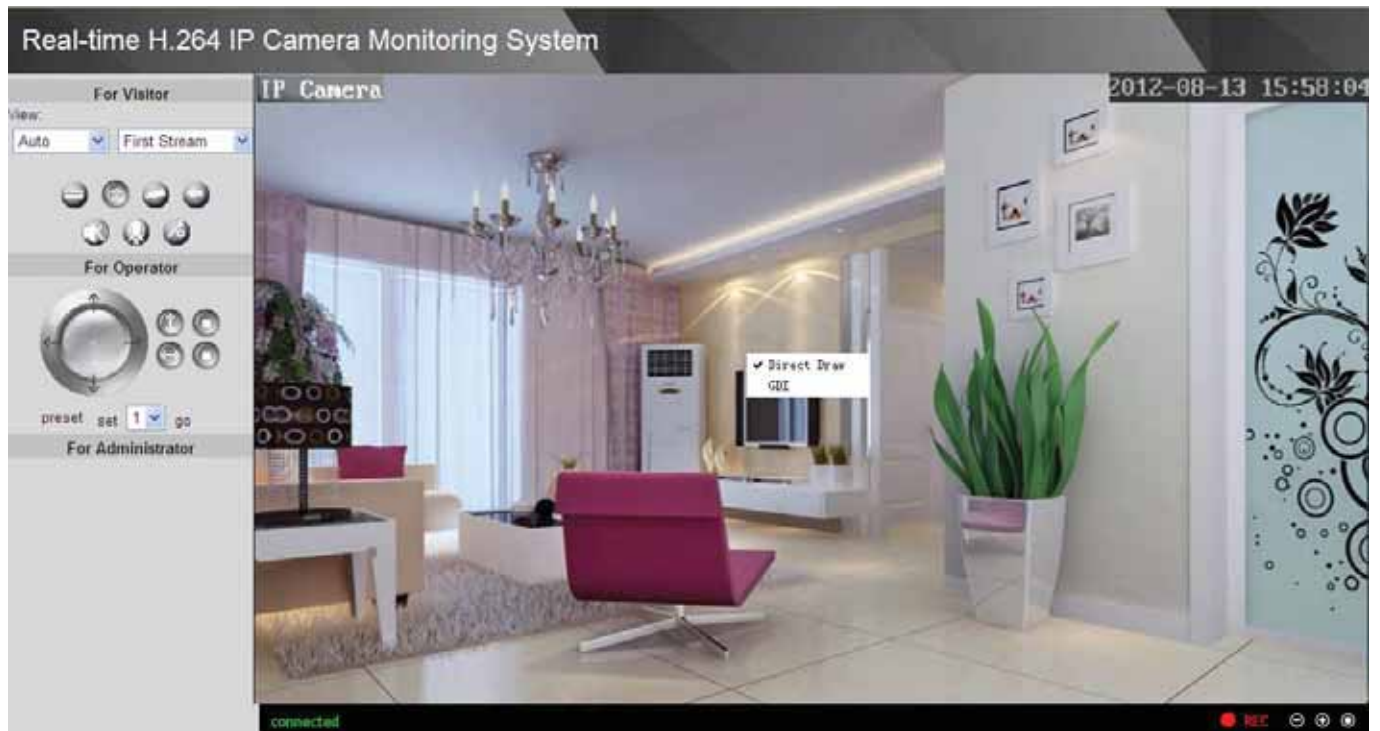 Real-time H.264 IP Camera Monitoring System
For Visitor
View:
Auto
First Stream
IP Camera
2012-08-13 15:58:04
For Operator
Direct Draw
GDI
preset set 1 go
For Administrator
connected
REC